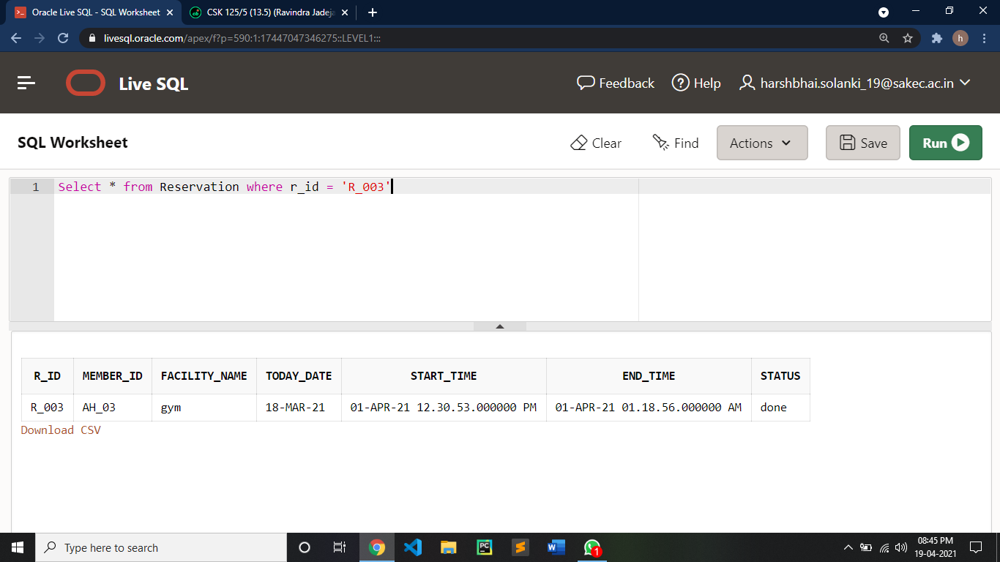 Oracle Live SQL - SQL Worksheet
CSK 125/5 (13.5) (Ravindra Jadeja
livesql.oracle.com/apex/f?p=590:1:17447047346275::LEVEL1:::
h
Live SQL
Feedback
Help
harshbhai.solanki_19@sakec.ac.in
SQL Worksheet
Clear
Find
Actions
Save
Run
1 Select * from Reservation where r_id = 'R_003'
R_ID MEMBER_ID FACILITY_NAME TODAY_DATE START_TIME END_TIME STATUS
R_003 AH_03 gym 18-MAR-21 01-APR-21 12.30.53.000000 PM 01-APR-21 01.18.56.000000 AM done
Download CSV
Type here to search
PC
S
W
1
08:45 PM
19-04-2021